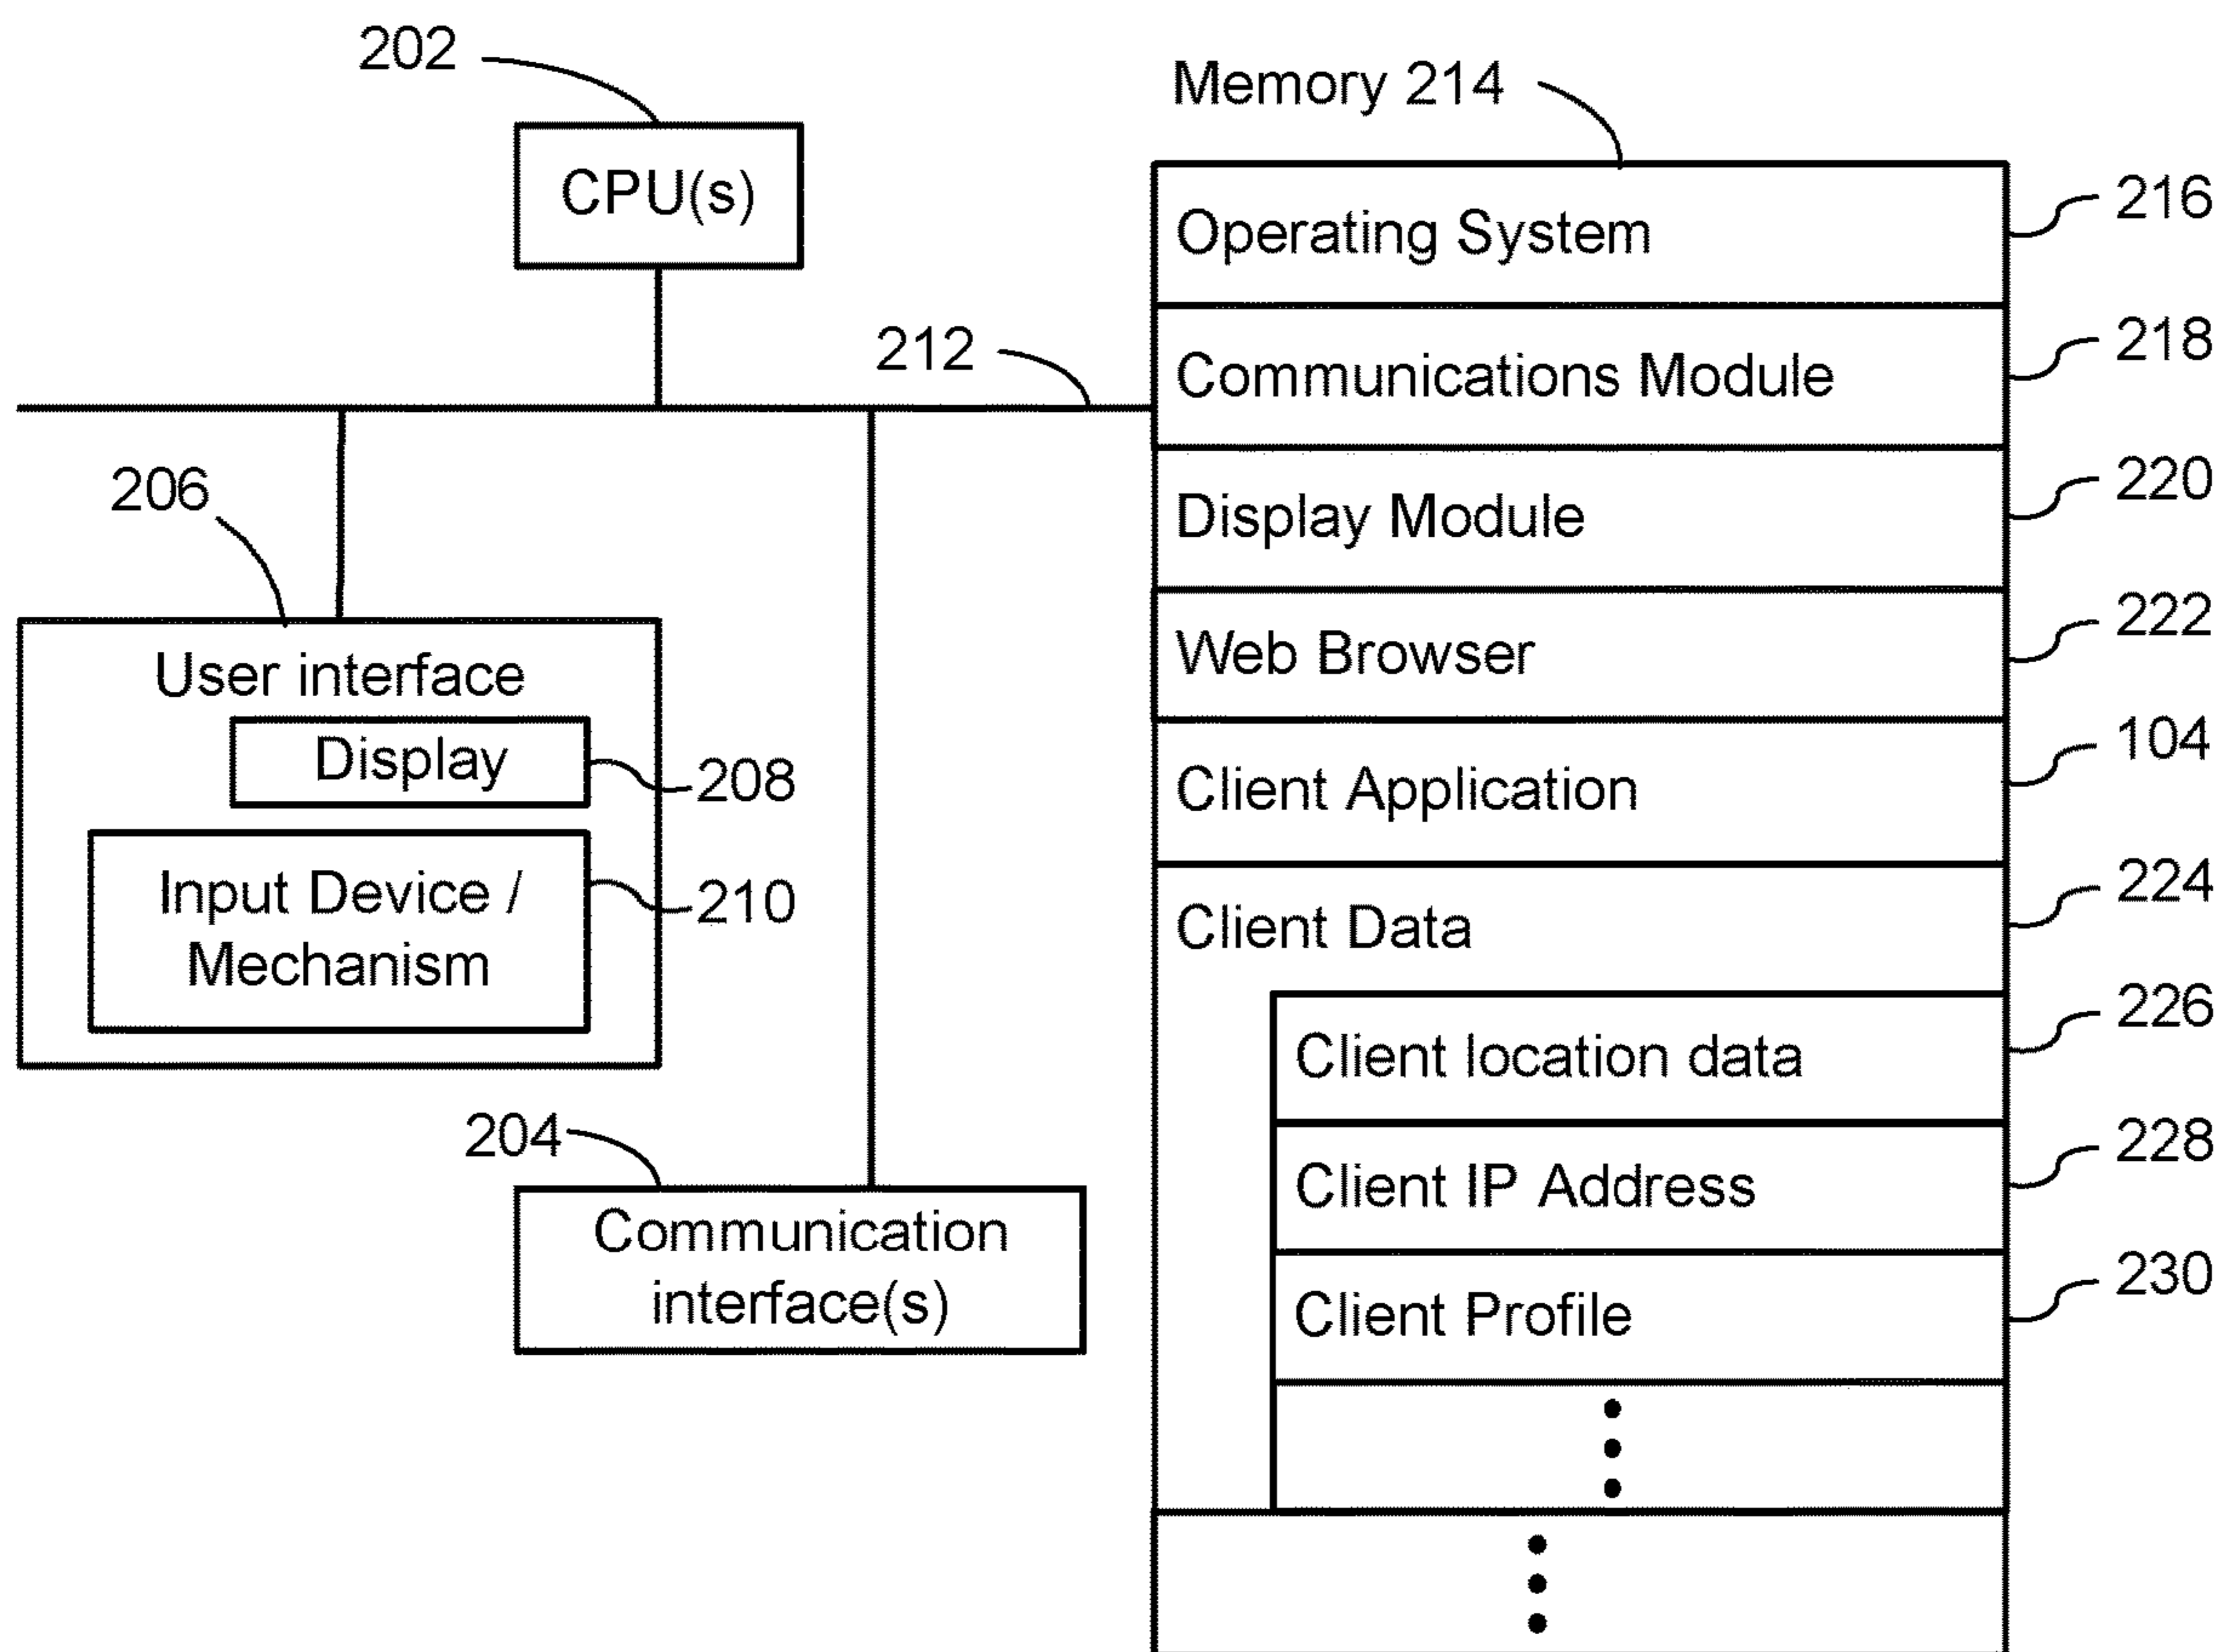 202
CPU(s)
212
206
User interface
Display
208
Input Device /
Mechanism
210
204
Communication
interface(s)
Memory 214
Operating System
216
Communications Module
218
Display Module
220
Web Browser
222
Client Application
104
Client Data
224
Client location data
226
Client IP Address
228
Client Profile
230